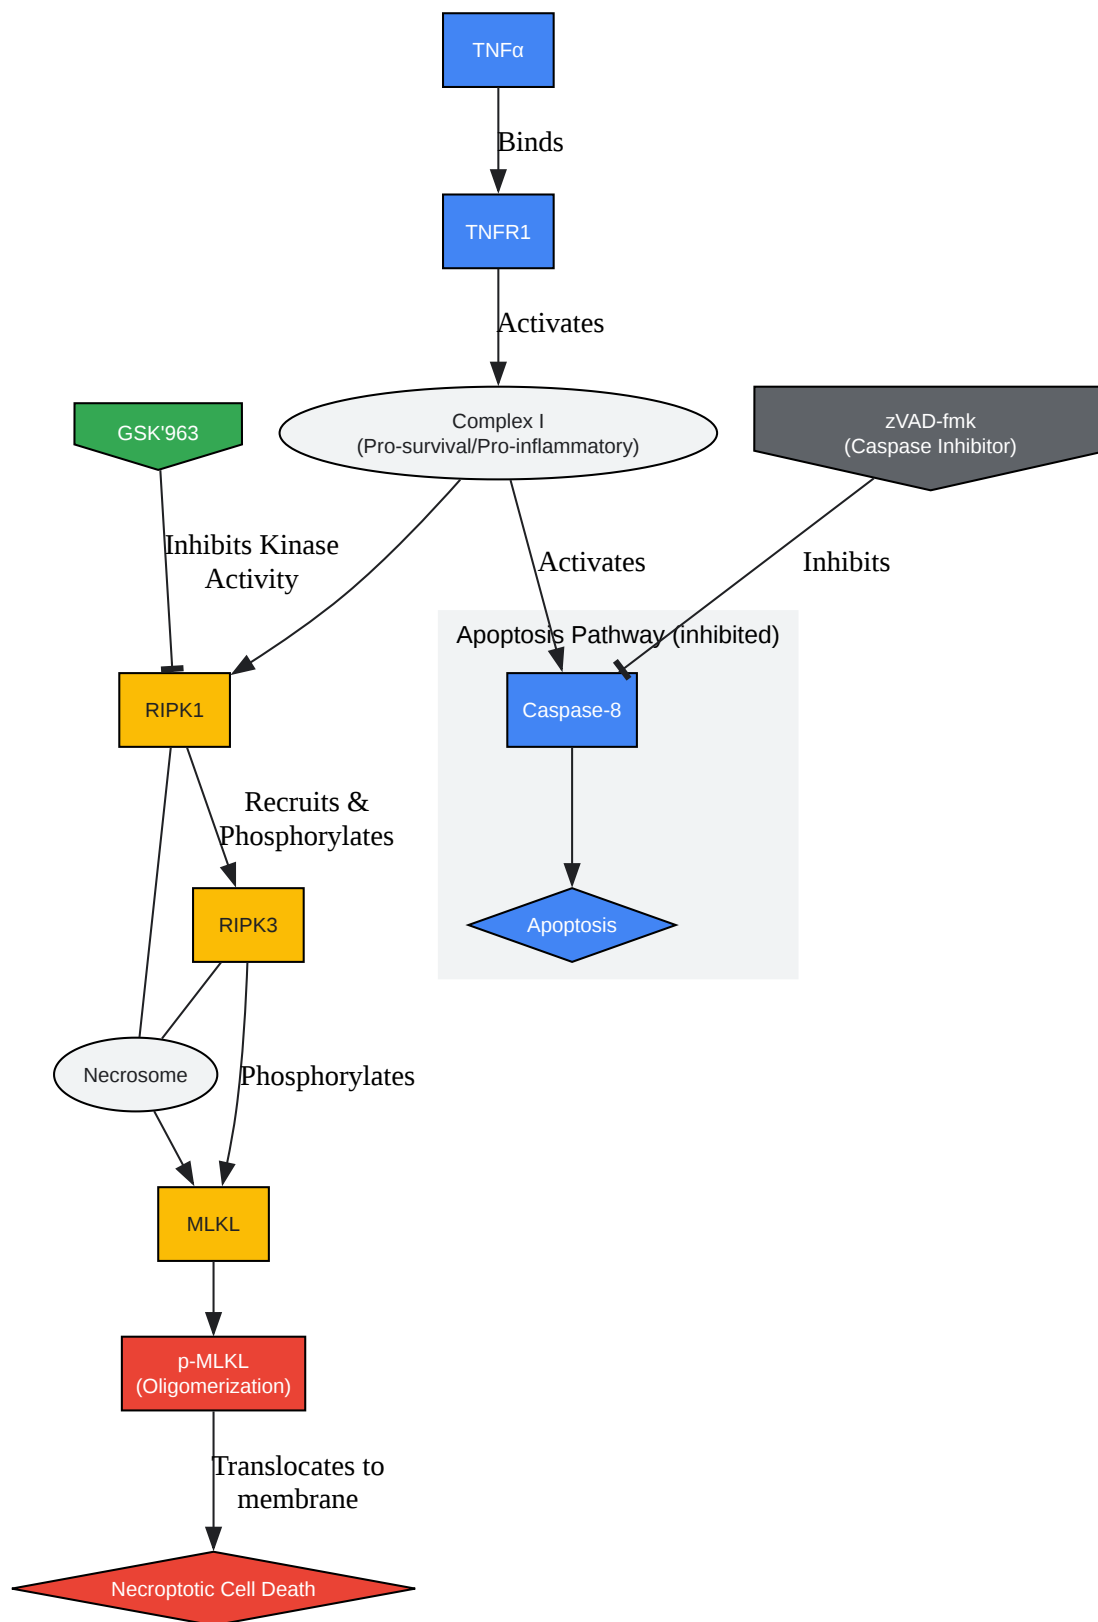 TNFα
Binds
TNFR1
Activates
GSK'963
Complex I
(Pro-survival/Pro-inflammatory)
zVAD-fmk
(Caspase Inhibitor)
Inhibits Kinase
Activity
Activates
Inhibits
Apoptosis Pathway (inhibited)
RIPK1
Caspase-8
Recruits &
Phosphorylates
RIPK3
Apoptosis
Necrosome
Phosphorylates
MLKL
p-MLKL
(Oligomerization)
Translocates to
membrane
Necroptotic Cell Death